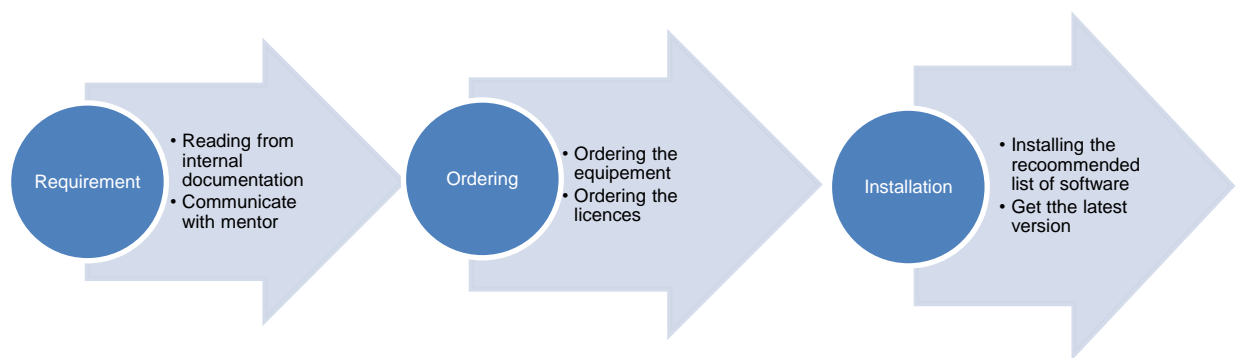 Requirement
• Reading from
internal
documentation
• Communicate
with mentor
Ordering
• Ordering the
equipement
• Ordering the
licences
Installation
• Installing the
recoommended
list of software
• Get tthe latest
version